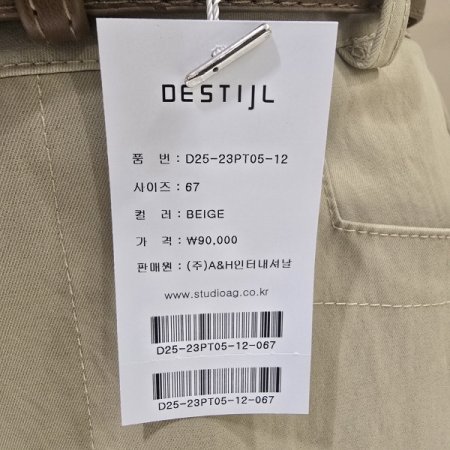 DESTIJL
품 번 : D25-23PT05-12
사이즈 : 67
컬 러 : BEIGE
가 격 : ₩90,000
판매원 : (주)A&H인터내셔날
www.studioag.co.kr
D25-23PT05-12-067
D25-23PT05-12-067